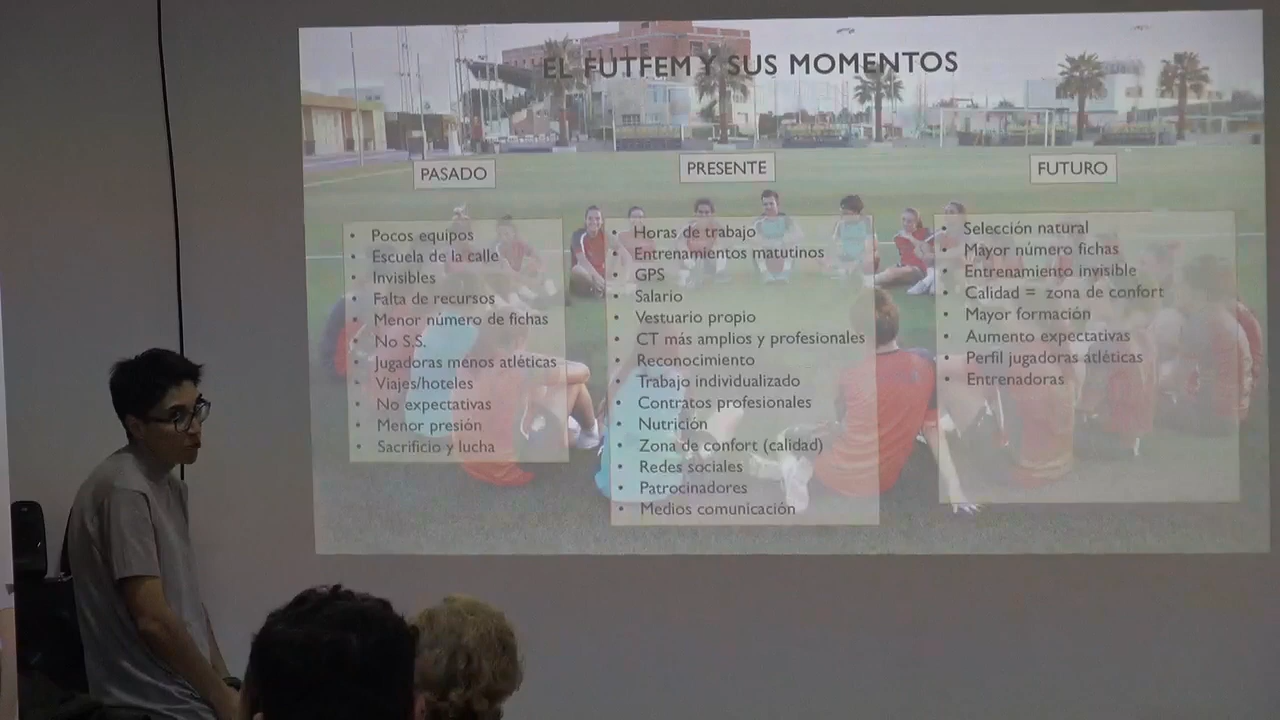 EL FUTFEM Y SUS MOMENTOS
PASADO
• Pocos equipos
• Escuela de la calle
• Invisibles
• Falta de recursos
• Menor número de fichas
• No S.S.
• Jugadoras menos atléticas
• Viajes/hoteles
• No expectativas
• Menor presión
• Sacrificio y lucha
PRESENTE
• Horas de trabajo
• Entrenamientos matutinos
• GPS
• Salario
• Vestuario propio
• CT más amplios y profesionales
• Reconocimiento
• Trabajo individualizado
• Contratos profesionales
• Nutrición
• Zona de confort (calidad)
• Redes sociales
• Patrocinadores
• Medios comunicación
FUTURO
• Selección natural
• Mayor número fichas
• Entrenamiento invisible
• Calidad = zona de confort
• Mayor formación
• Aumento expectativas
• Perfil jugadoras atléticas
• Entrenadoras